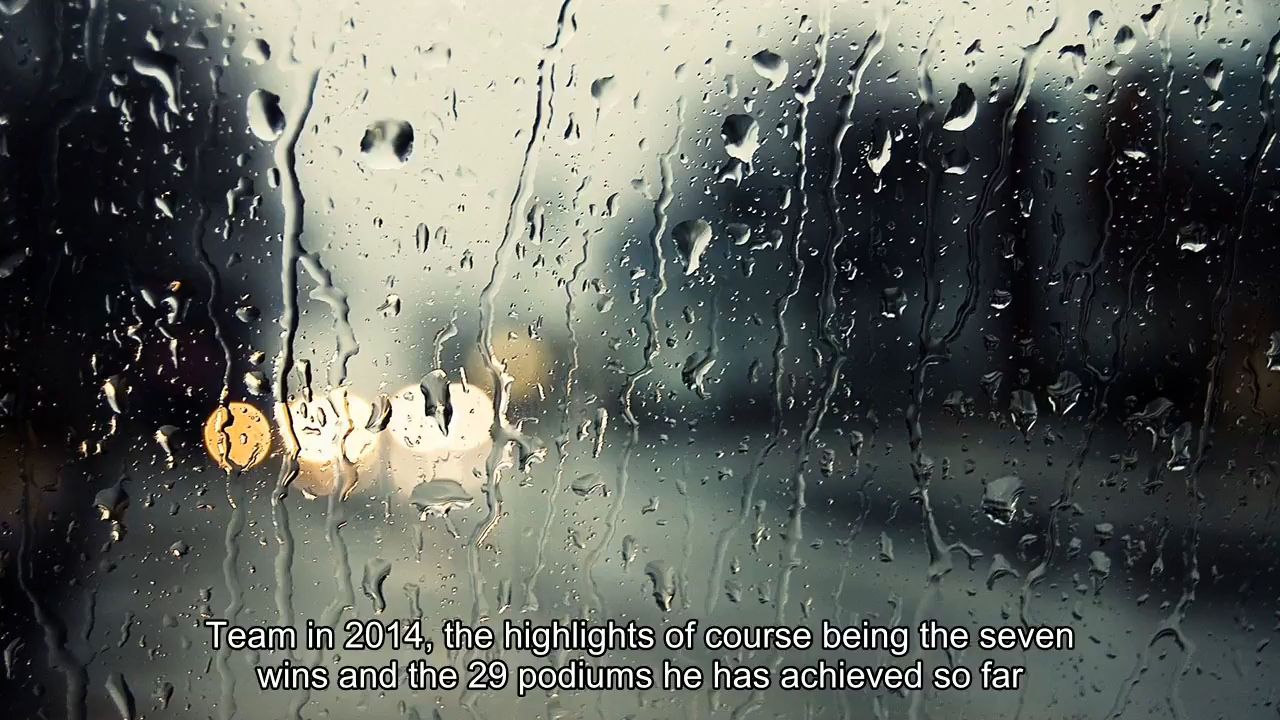 Team in 2014, the highlights of course being the seven
wins and the 29 podiums he has achieved so far